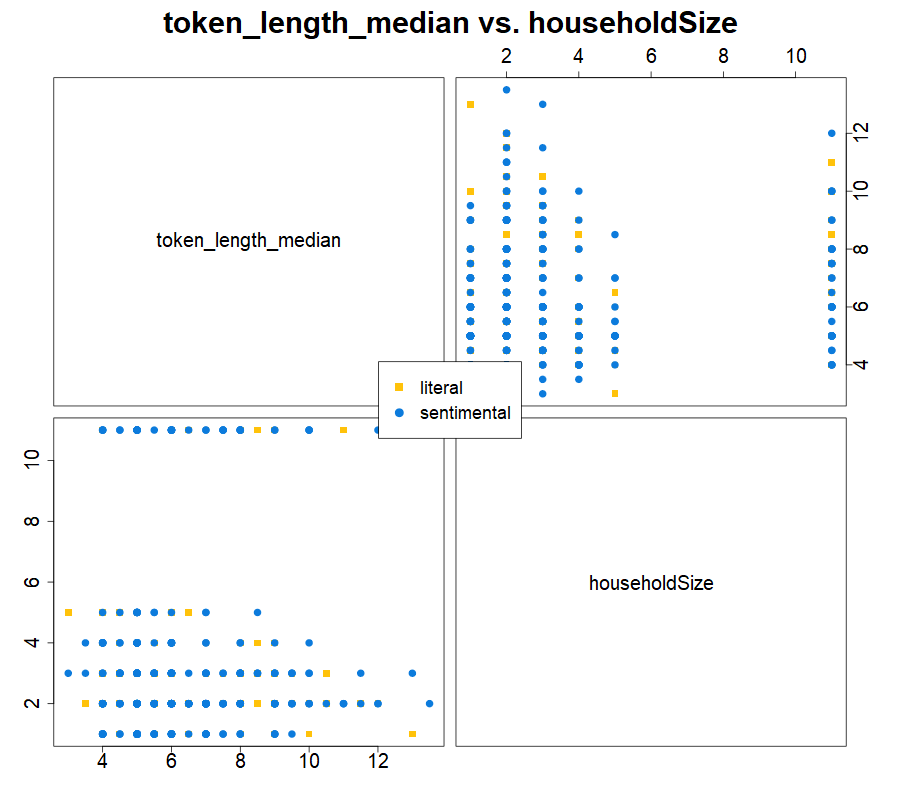 token_length_median vs. householdSize
2 4 6 8 10
token_length_median
12
10
8
6
4
literal
sentimental
10
8
6
4
2
householdSize
4 6 8 10 12